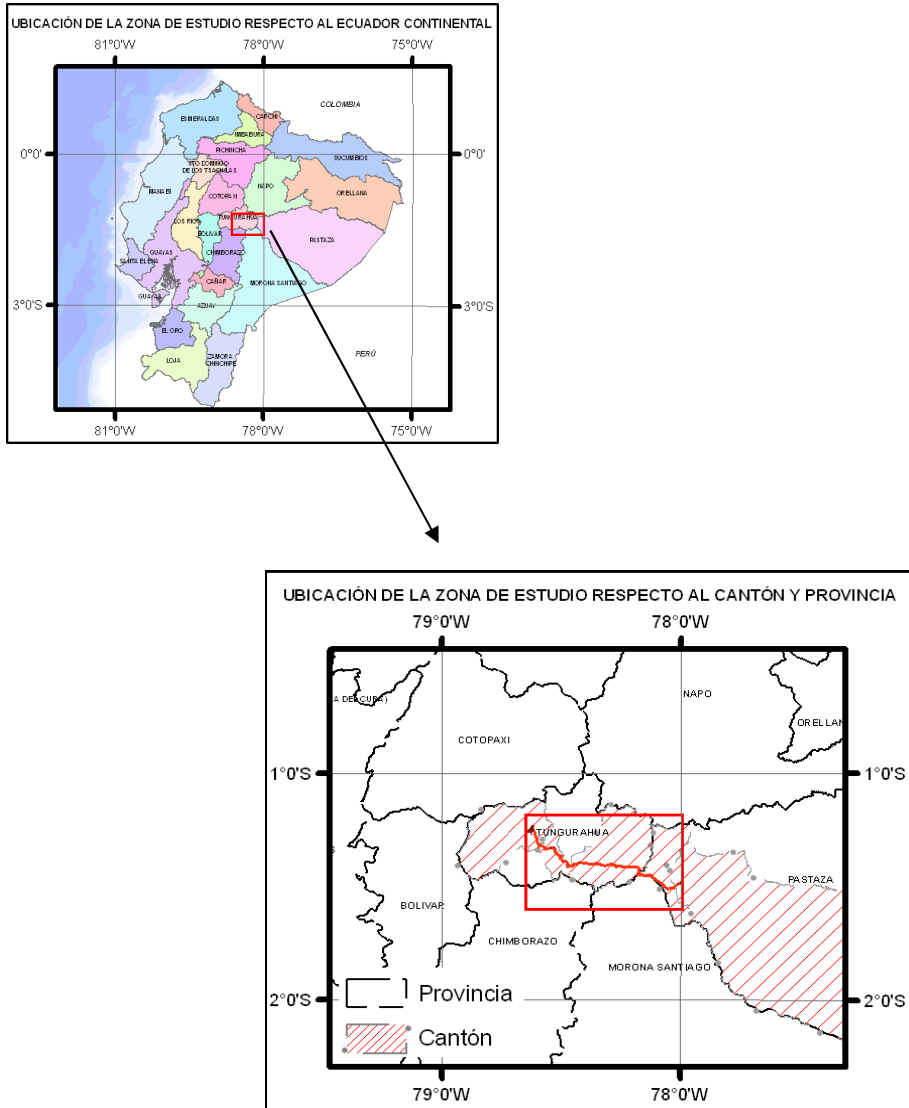 UBICACIÓN DE LA ZONA DE ESTUDIO RESPECTO AL ECUADOR CONTINENTAL
81°0'W 78°0'W 75°0'W
COLOMBIA
CARCHI
ESMERALDAS
IMBABURA
PICHINCHA
0°0' 0°0'
SUCUMBIOS
STO DOMINGO
DE LOS TSACHILAS
NAPO
MANABI
ORELLANA
COTOPAXI
TUNGURAHUA
LOS RIOS
BOLIVAR
PASTAZA
GUAYAS
CHIMBORAZO
SANTA ELENA
CAÑAR
MORONA SANTIAGO
GUAYAS
3°0'S 3°0'S
AZUAY
EL ORO
PERÚ
LOJA
ZAMORA
CHINCHIPE
81°0'W 78°0'W 75°0'W
UBICACIÓN DE LA ZONA DE ESTUDIO RESPECTO AL CANTÓN Y PROVINCIA
79°0'W 78°0'W
NAPO
ORELLAN
COTOPAXI
1°0'S 1°0'S
TUNGURAHUA
PASTAZA
BOLIVAR
CHIMBORAZO
MORONA SANTIAGO
Provincia
2°0'S 2°0'S
Cantón
79°0'W 78°0'W